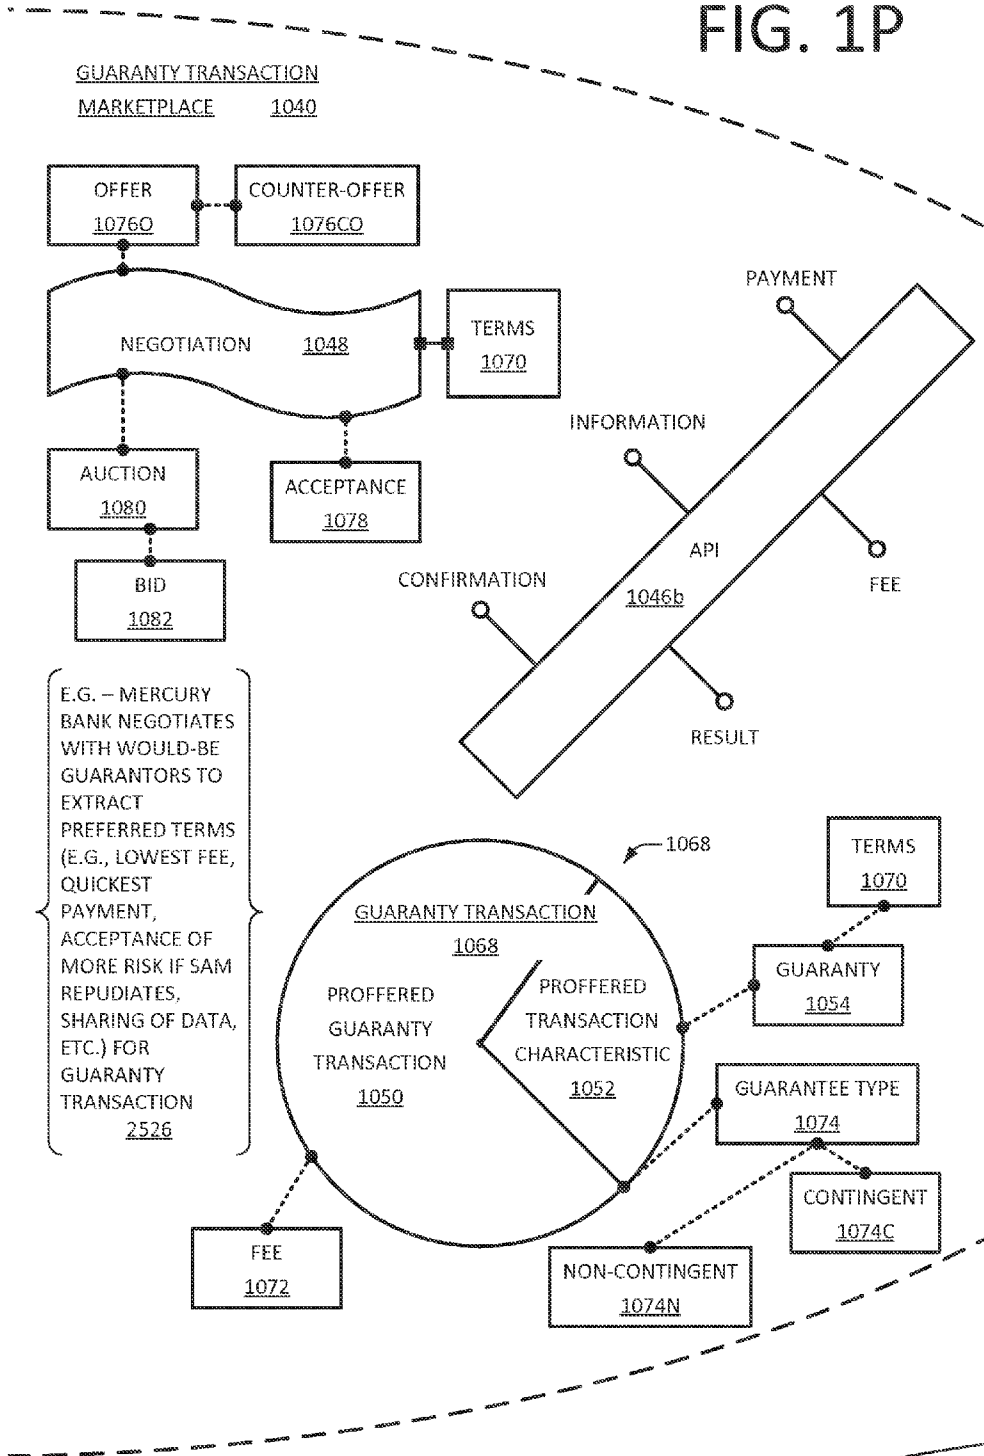 FIG. 1P
GUARANTY TRANSACTION
MARKETPLACE 1040
OFFER
1076O
COUNTER-OFFER
1076CO
NEGOTIATION 1048
TERMS
1070
AUCTION
1080
ACCEPTANCE
1078
BID
1082
PAYMENT
INFORMATION
CONFIRMATION
API
1046b
FEE
RESULT
E.G. – MERCURY
BANK NEGOTIATES
WITH WOULD-BE
GUARANTORS TO
EXTRACT
PREFERRED TERMS
(E.G., LOWEST FEE,
QUICKEST
PAYMENT,
ACCEPTANCE OF
MORE RISK IF SAM
REPUDIATES,
SHARING OF DATA,
ETC.) FOR
GUARANTY
TRANSACTION
2526
1068
GUARANTY TRANSACTION
1068
PROFFERED
GUARANTY
TRANSACTION
1050
PROFFERED
TRANSACTION
CHARACTERISTIC
1052
TERMS
1070
GUARANTY
1054
GUARANTEE TYPE
1074
CONTINGENT
1074C
NON-CONTINGENT
1074N
FEE
1072